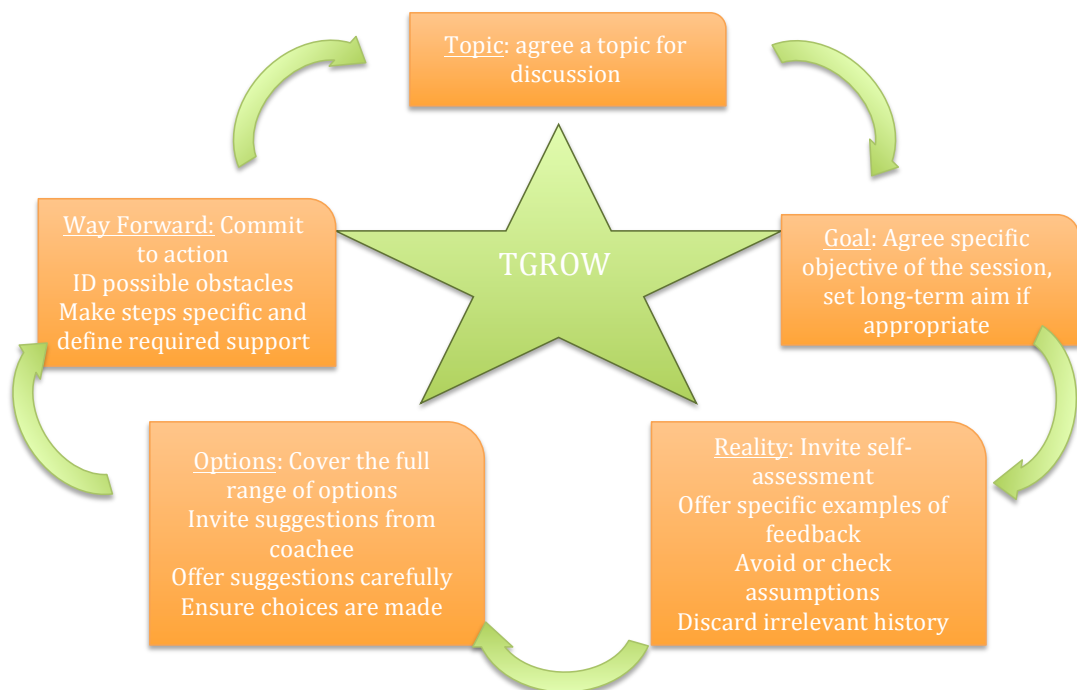 Topic: agree a topic for
discussion
TGROW
Goal: Agree specific
objective of the session,
set long-term aim if
appropriate
Reality: Invite self-
assessment
Offer specific examples of
feedback
Avoid or check
assumptions
Discard irrelevant history
Options: Cover the full
range of options
Invite suggestions from
coachee
Offer suggestions carefully
Ensure choices are made
Way Forward: Commit
to action
ID possible obstacles
Make steps specific and
define required support